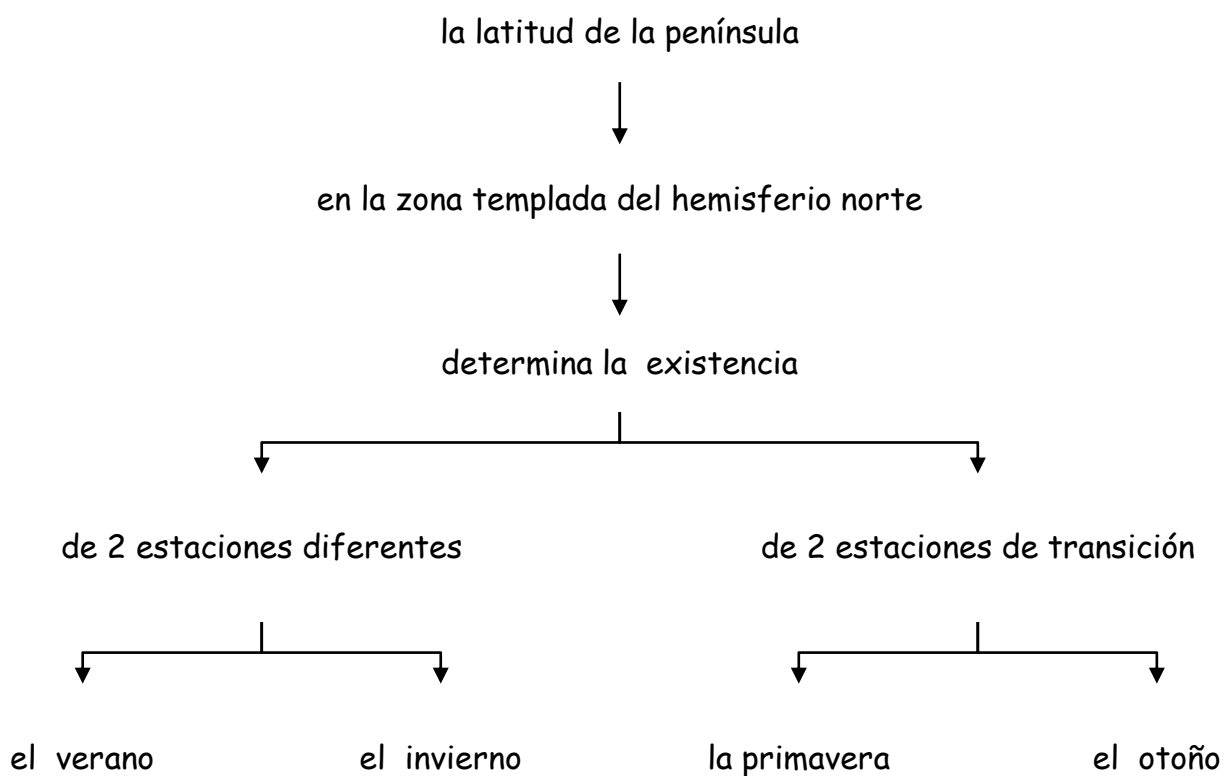 la latitud de la península
en la zona templada del hemisferio norte
determina la existencia
de 2 estaciones diferentes
de 2 estaciones de transición
el verano
el invierno
la primavera
el otoño